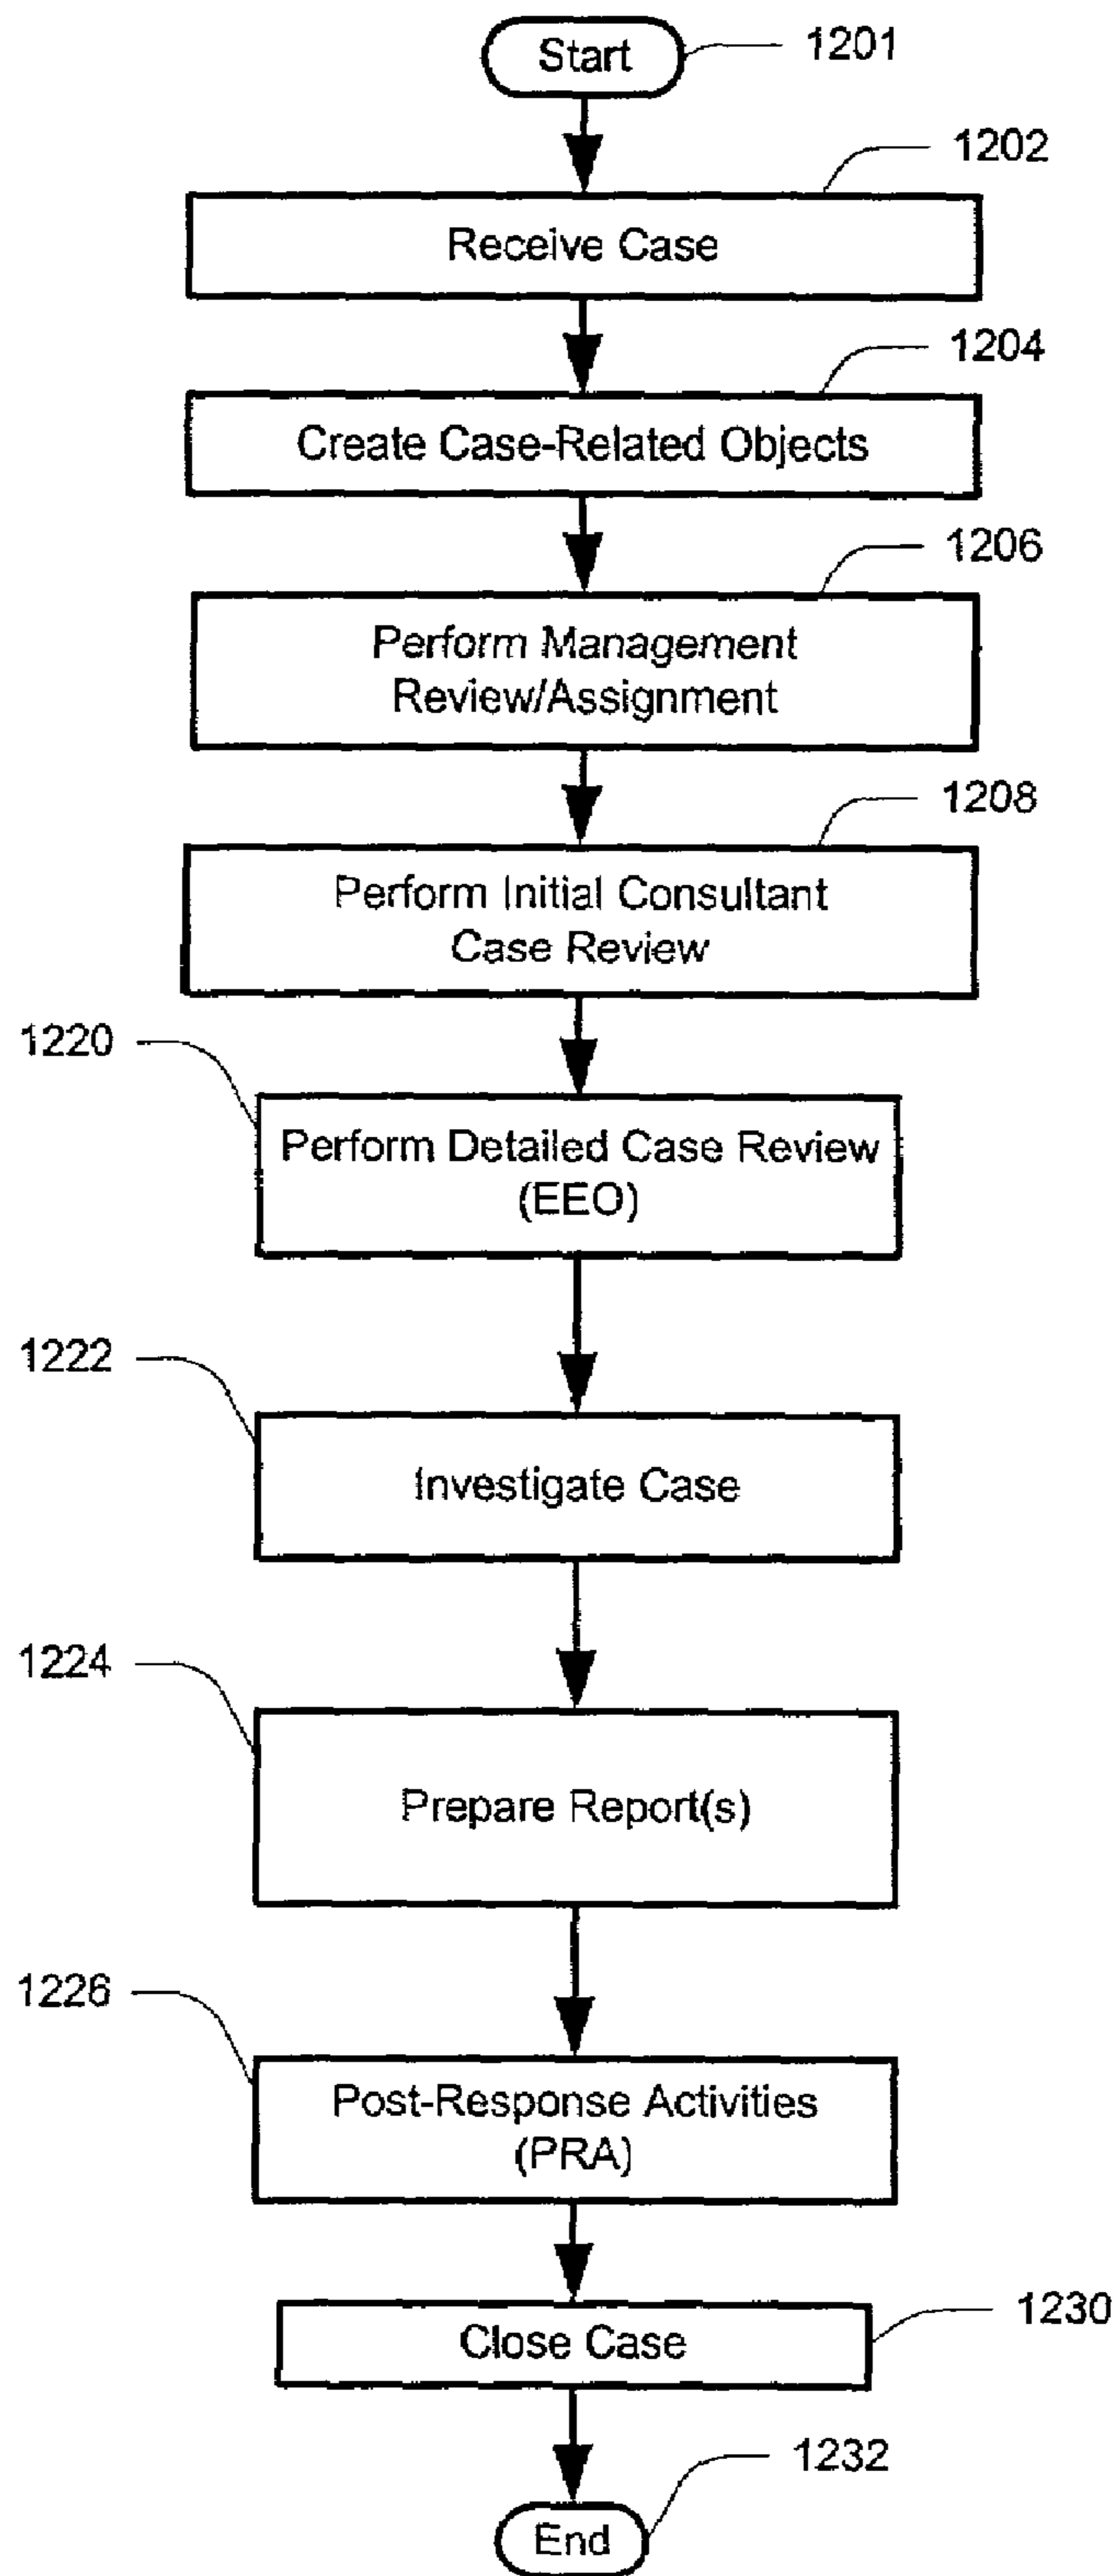 Start
1201
1202
Receive Case
1204
Create Case-Related Objects
1206
Perform Management
Review/Assignment
1208
Perform Initial Consultant
Case Review
1220
Perform Detailed Case Review
(EEO)
1222
Investigate Case
1224
Prepare Report(s)
1226
Post-Response Activities
(PRA)
1230
Close Case
1232
End